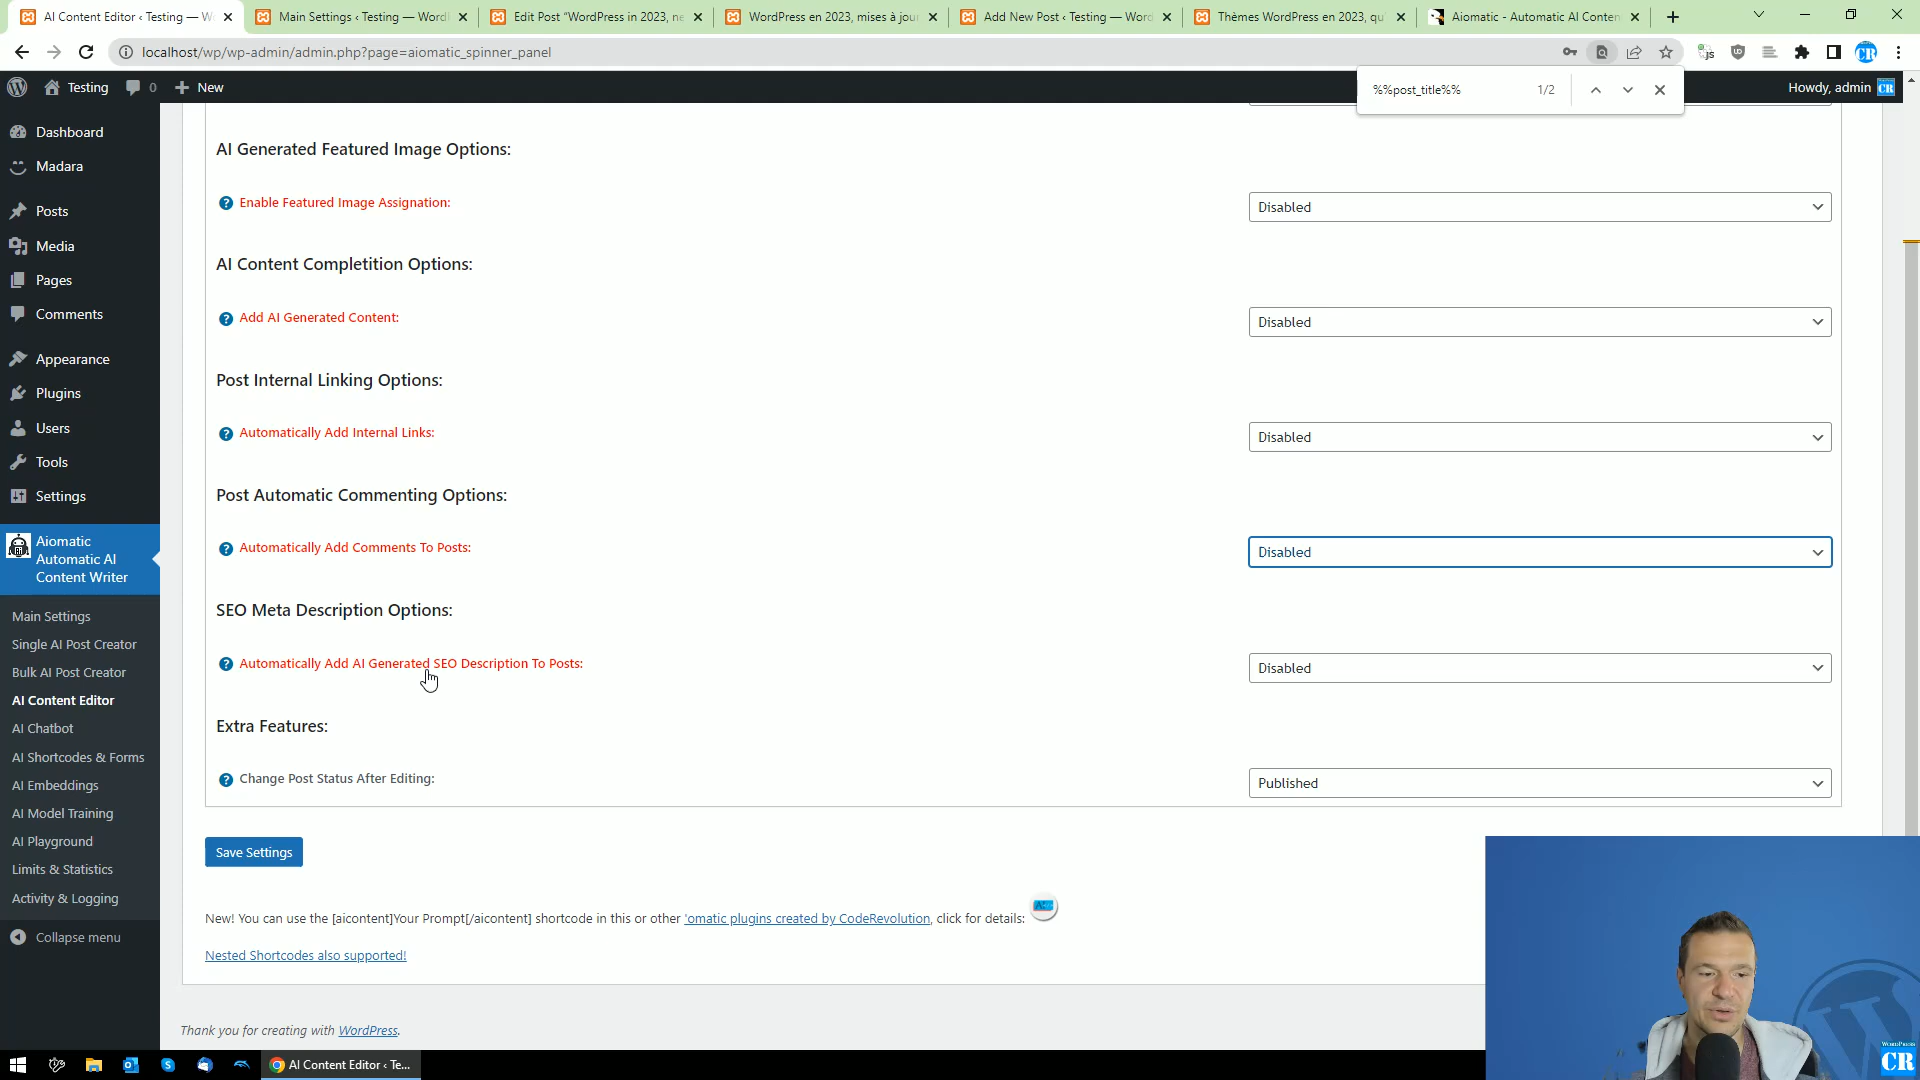 AI Content Editor ‹ Testing — W
Main Settings ‹ Testing — Word
Edit Post “WordPress in 2023, ne
WordPress en 2023, mises à jour
Add New Post ‹ Testing — Word
Thèmes WordPress en 2023, qu
Aiomatic - Automatic AI Conten
localhost/wp/wp-admin/admin.php?page=aiomatic_spinner_panel
%%post_title%%
1/2
Testing
0
New
Howdy, admin
Dashboard
Madara
Posts
Media
Pages
Comments
Appearance
Plugins
Users
Tools
Settings
Aiomatic
Automatic AI
Content Writer
Main Settings
Single AI Post Creator
Bulk AI Post Creator
AI Content Editor
AI Chatbot
AI Shortcodes & Forms
AI Embeddings
AI Model Training
AI Playground
Limits & Statistics
Activity & Logging
Collapse menu
AI Generated Featured Image Options:
Enable Featured Image Assignation:
Disabled
AI Content Completition Options:
Add AI Generated Content:
Disabled
Post Internal Linking Options:
Automatically Add Internal Links:
Disabled
Post Automatic Commenting Options:
Automatically Add Comments To Posts:
Disabled
SEO Meta Description Options:
Automatically Add AI Generated SEO Description To Posts:
Disabled
Extra Features:
Change Post Status After Editing:
Published
Save Settings
New! You can use the [aicontent]Your Prompt[/aicontent] shortcode in this or other 'omatic plugins created by CodeRevolution, click for details:
Nested Shortcodes also supported!
Thank you for creating with WordPress.
AI Content Editor ‹ Te...
WORDPRESS
CR